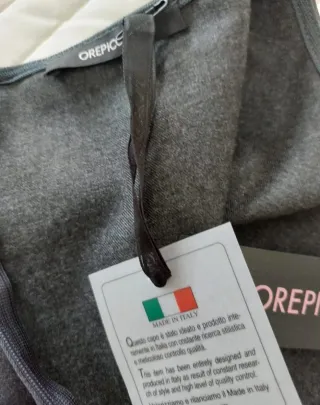 OREPIC
MADE IN ITALY
Questo capo è stato ideato e prodotto inte-
ramente in Italia con costante ricerca stilistica
e meticoloso controllo qualità.
This item has been entirely designed and
produced in Italy as result of constant resear-
ch of style and high level of quality control.
OREPI